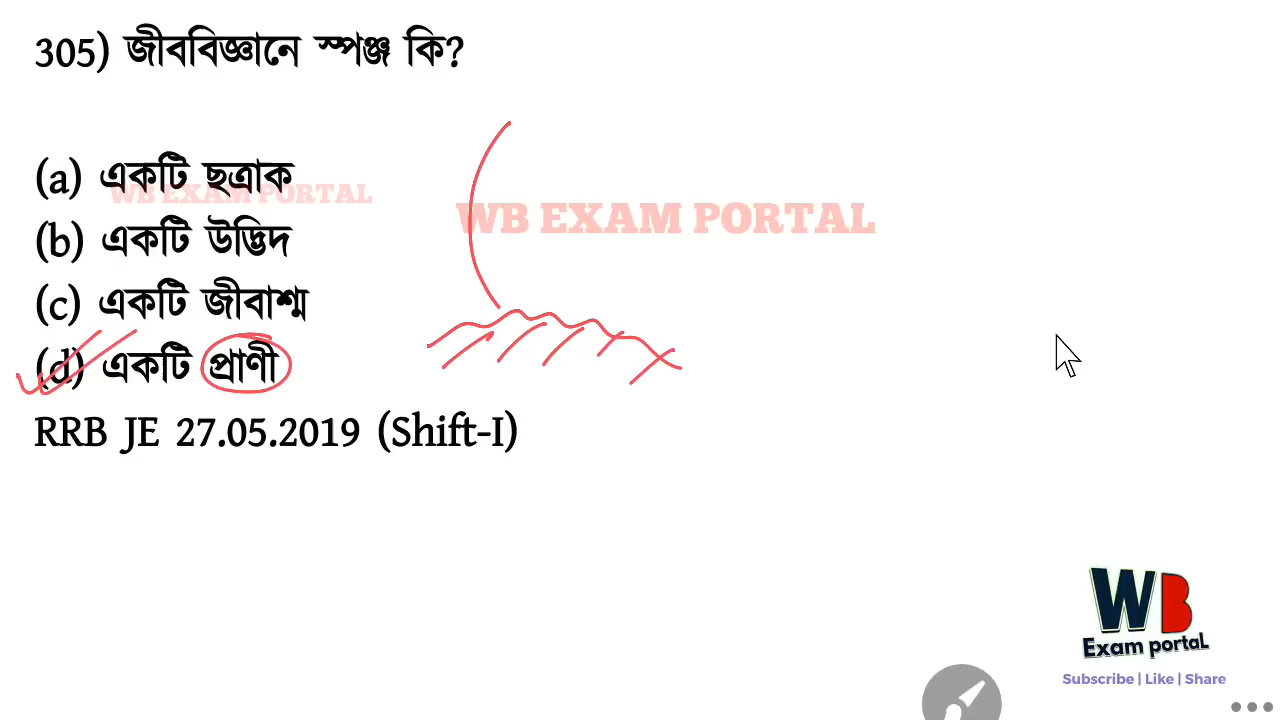 305) জীববিজ্ঞানে স্পঞ্জ কি?
(a) একটি ছত্রাক
WB EXAM PORTAL
WB EXAM PORTAL
(b) একটি উদ্ভিদ
(c) একটি জীবাশ্ম
(d) একটি প্রাণী
RRB JE 27.05.2019 (Shift-I)
WB
Exam portaL
Subscribe | Like | Share